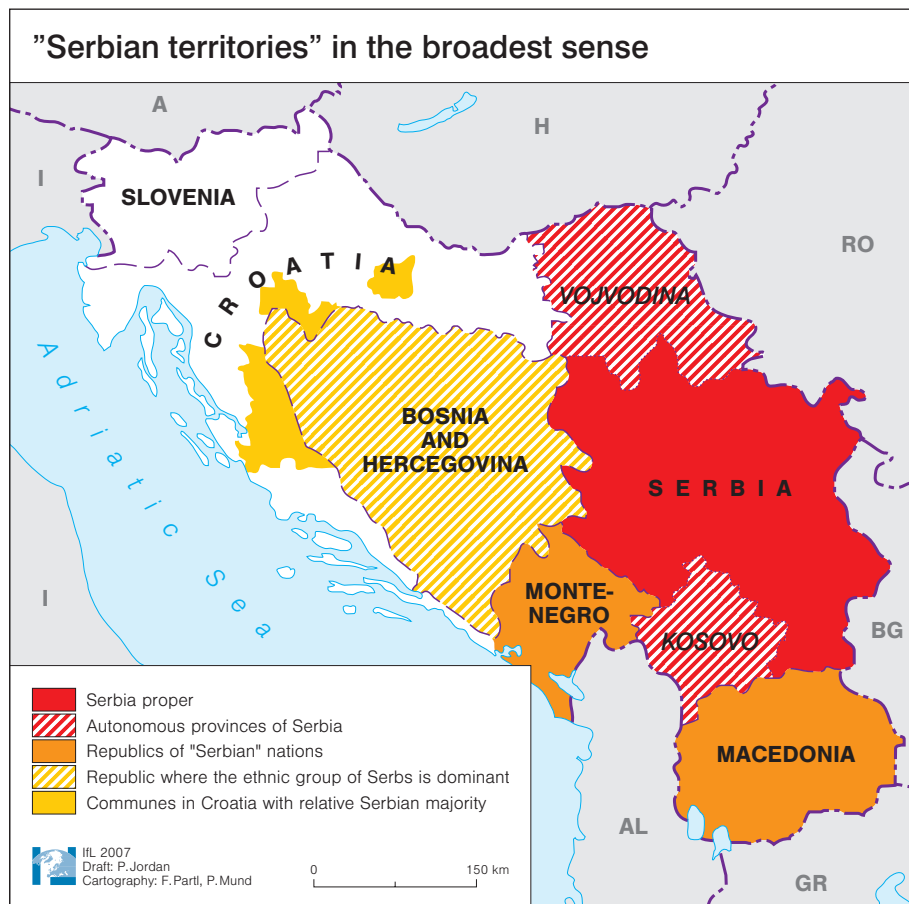 ”Serbian territories” in the broadest sense
A
H
I
SLOVENIA
RO
CROATIA
VOJVODINA
Adriatic Sea
BOSNIA
AND
HERCEGOVINA
SERBIA
I
MONTE-
NEGRO
KOSOVO
BG
MACEDONIA
AL
GR
Serbia proper
Autonomous provinces of Serbia
Republics of "Serbian" nations
Republic where the ethnic group of Serbs is dominant
Communes in Croatia with relative Serbian majority
IfL 2007
Draft: P.Jordan
Cartography: F.Partl, P.Mund
0 150 km